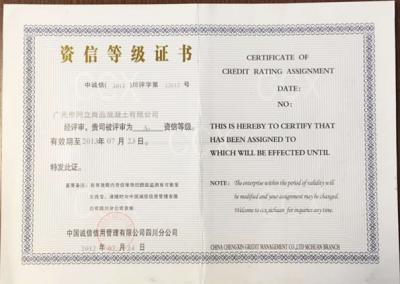 资信等级证书
中诚信(2012)川评字第12012号
广元市同立商品混凝土有限公司
经评审，贵司被评审为 A- 资信等级。
有效期至2013年07月23日。
特发此证。
中国诚信信用管理有限公司四川分公司
2012 07 24
CERTIFICATE OF
CREDIT RATING ASSIGNMENT
DATE:
NO:
THIS IS HEREBY TO CERTIFY THAT
HAS BEEN ASSIGNED TO
WHICH WILL BE EFFECTED UNTIL
NOTE: The enterprise within the period of validity will
be modified and your assignment may be changed.
Welcome to ccx.sichuan for inquiries any time.
CHINA CHENGXIN CREDIT MANAGEMENT CO.,LTD SICHUAN BRANCH